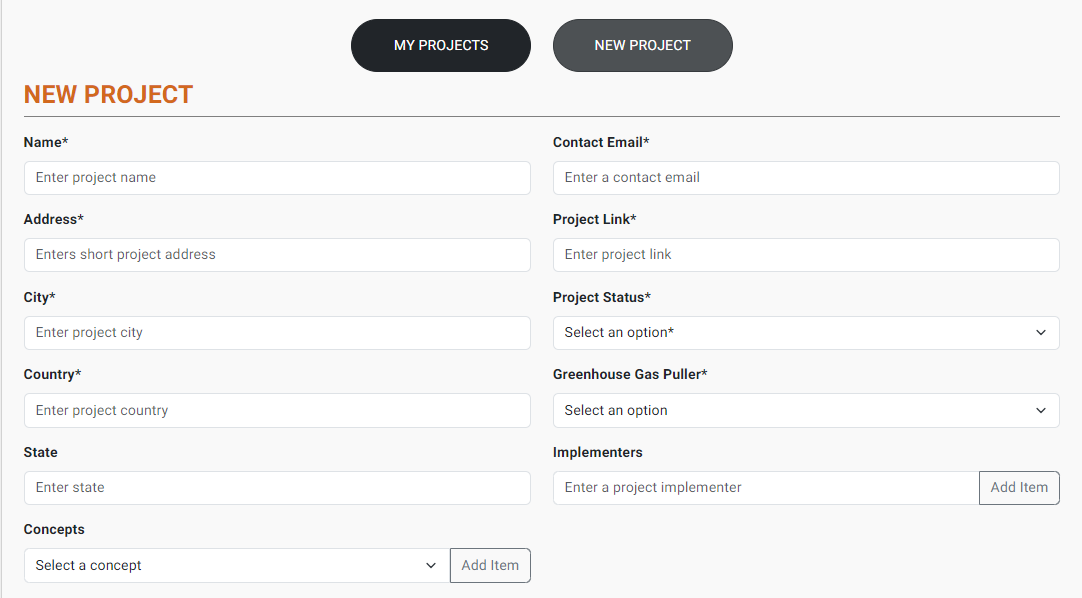 MY PROJECTS
NEW PROJECT
NEW PROJECT
Name*
Contact Email*
Enter project name
Enter a contact email
Address*
Project Link*
Enters short project address
Enter project link
City*
Project Status*
Enter project city
Select an option*
Country*
Greenhouse Gas Puller*
Enter project country
Select an option
State
Implementers
Enter state
Enter a project implementer
Add Item
Concepts
Select a concept
Add Item